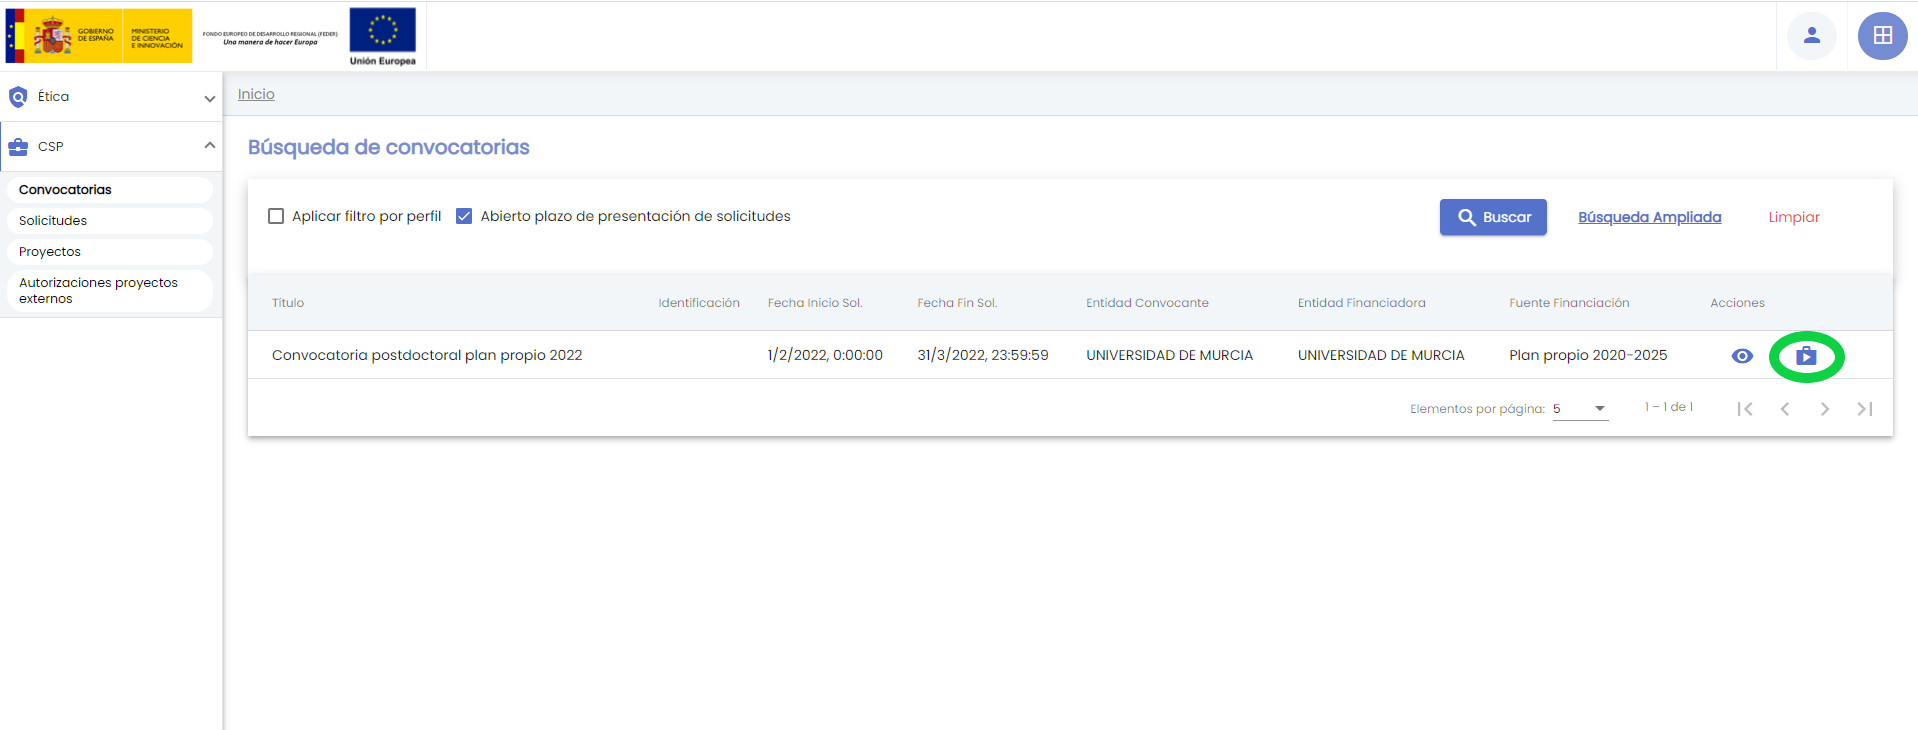 GOBIERNO
DE ESPAÑA
MINISTERIO
DE CIENCIA
E INNOVACIÓN
FONDO EUROPEO DE DESARROLLO REGIONAL (FEDER)
Una manera de hacer Europa
Unión Europea
Ética
CSP
Convocatorias
Solicitudes
Proyectos
Autorizaciones proyectos
externos
Inicio
Búsqueda de convocatorias
Aplicar filtro por perfil Abierto plazo de presentación de solicitudes Buscar Búsqueda Ampliada Limpiar
Título Identificación Fecha Inicio Sol. Fecha Fin Sol. Entidad Convocante Entidad Financiadora Fuente Financiación Acciones
Convocatoria postdoctoral plan propio 2022 1/2/2022, 0:00:00 31/3/2022, 23:59:59 UNIVERSIDAD DE MURCIA UNIVERSIDAD DE MURCIA Plan propio 2020-2025
Elementos por página: 5 1 – 1 de 1